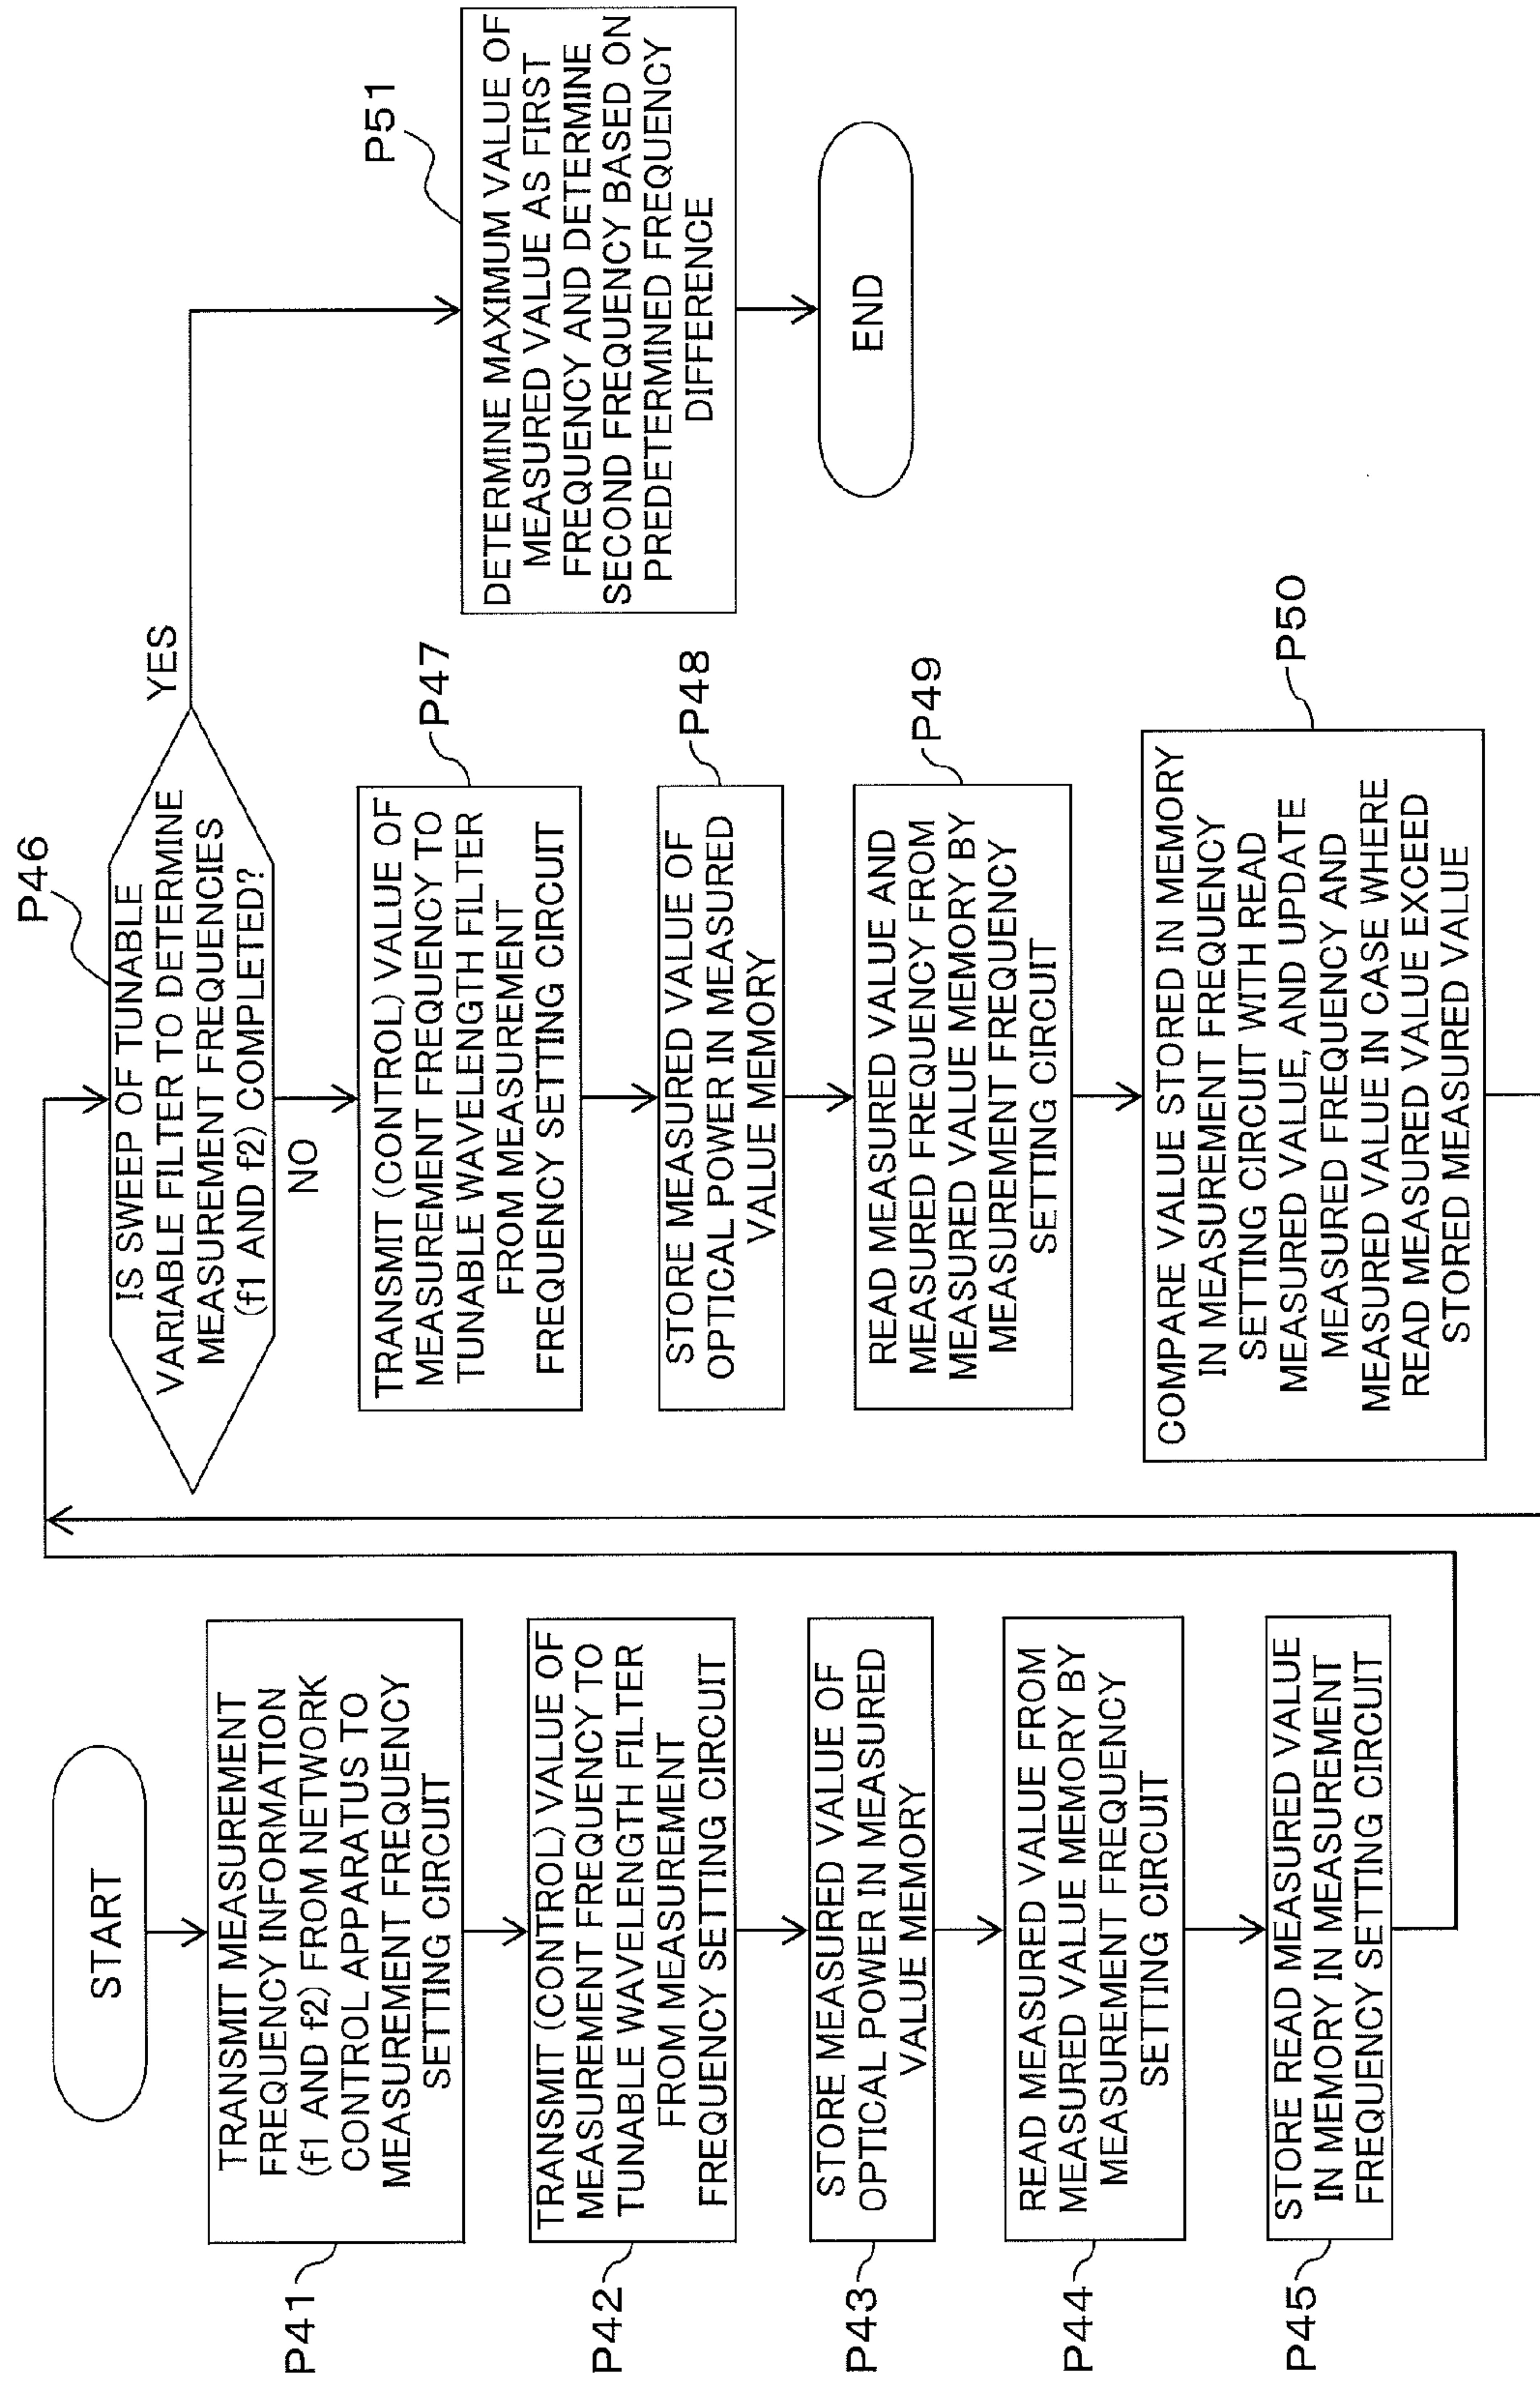 START
P41
TRANSMIT MEASUREMENT
FREQUENCY INFORMATION
(f1 AND f2) FROM NETWORK
CONTROL APPARATUS TO
MEASUREMENT FREQUENCY
SETTING CIRCUIT
P42
TRANSMIT (CONTROL) VALUE OF
MEASUREMENT FREQUENCY TO
TUNABLE WAVELENGTH FILTER
FROM MEASUREMENT
FREQUENCY SETTING CIRCUIT
P43
STORE MEASURED VALUE OF
OPTICAL POWER IN MEASURED
VALUE MEMORY
P44
READ MEASURED VALUE FROM
MEASURED VALUE MEMORY BY
MEASUREMENT FREQUENCY
SETTING CIRCUIT
P45
STORE READ MEASURED VALUE
IN MEMORY IN MEASUREMENT
FREQUENCY SETTING CIRCUIT
P46
IS SWEEP OF TUNABLE
VARIABLE FILTER TO DETERMINE
MEASUREMENT FREQUENCIES
(f1 AND f2) COMPLETED?
YES
NO
P47
TRANSMIT (CONTROL) VALUE OF
MEASUREMENT FREQUENCY TO
TUNABLE WAVELENGTH FILTER
FROM MEASUREMENT
FREQUENCY SETTING CIRCUIT
P48
STORE MEASURED VALUE OF
OPTICAL POWER IN MEASURED
VALUE MEMORY
P49
READ MEASURED VALUE AND
MEASURED FREQUENCY FROM
MEASURED VALUE MEMORY BY
MEASUREMENT FREQUENCY
SETTING CIRCUIT
P50
COMPARE VALUE STORED IN MEMORY
IN MEASUREMENT FREQUENCY
SETTING CIRCUIT WITH READ
MEASURED VALUE, AND UPDATE
MEASURED FREQUENCY AND
MEASURED VALUE IN CASE WHERE
READ MEASURED VALUE EXCEED
STORED MEASURED VALUE
P51
DETERMINE MAXIMUM VALUE OF
MEASURED VALUE AS FIRST
FREQUENCY AND DETERMINE
SECOND FREQUENCY BASED ON
PREDETERMINED FREQUENCY
DIFFERENCE
END